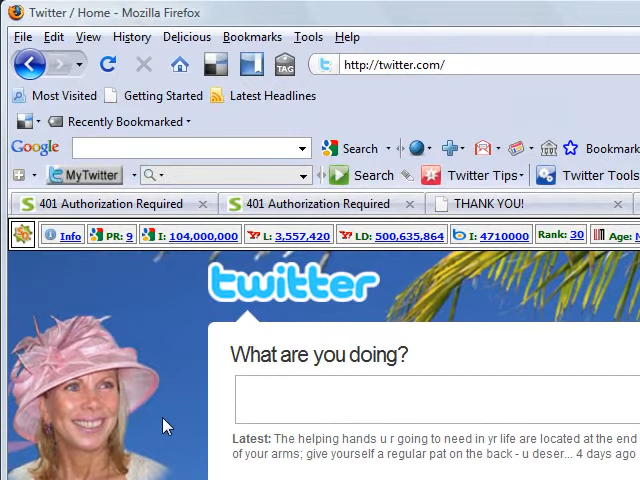 Twitter / Home - Mozilla Firefox
File Edit View History Delicious Bookmarks Tools Help
TAG http://twitter.com/
Most Visited Getting Started Latest Headlines
Recently Bookmarked
Google Search Bookmark
MyTwitter Search Twitter Tips Twitter Tools
401 Authorization Required 401 Authorization Required THANK YOU!
Info PR: 9 I: 104,000,000 L: 3,557,420 LD: 500,635,864 I: 4710000 Rank: 30 Age:
twitter
What are you doing?
Latest: The helping hands u r going to need in yr life are located at the end
of your arms; give yourself a regular pat on the back - u deser... 4 days ago